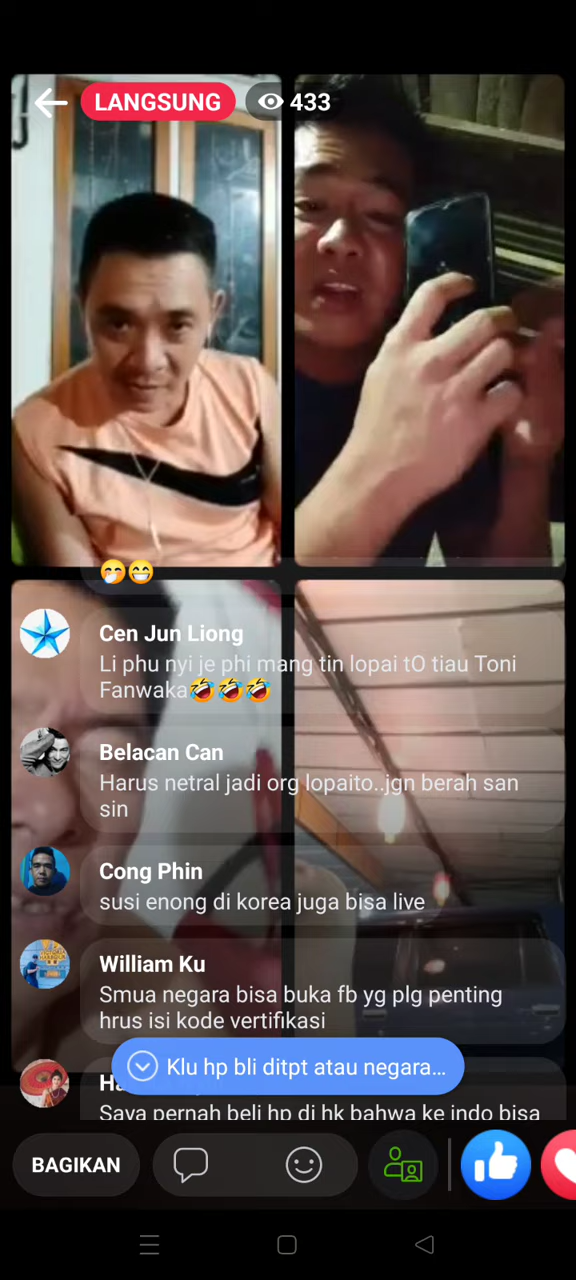 LANGSUNG
433
🤭😁
Cen Jun Liong
Li phu nyi je phi mang tin lopai tO tiau Toni
Fanwaka🤣🤣🤣
Belacan Can
Harus netral jadi org lopaito..jgn berah san
sin
Cong Phin
susi enong di korea juga bisa live
William Ku
Smua negara bisa buka fb yg plg penting
hrus isi kode vertifikasi
Klu hp bli ditpt atau negara…
Saya pernah beli hp di hk bahwa ke indo bisa
BAGIKAN